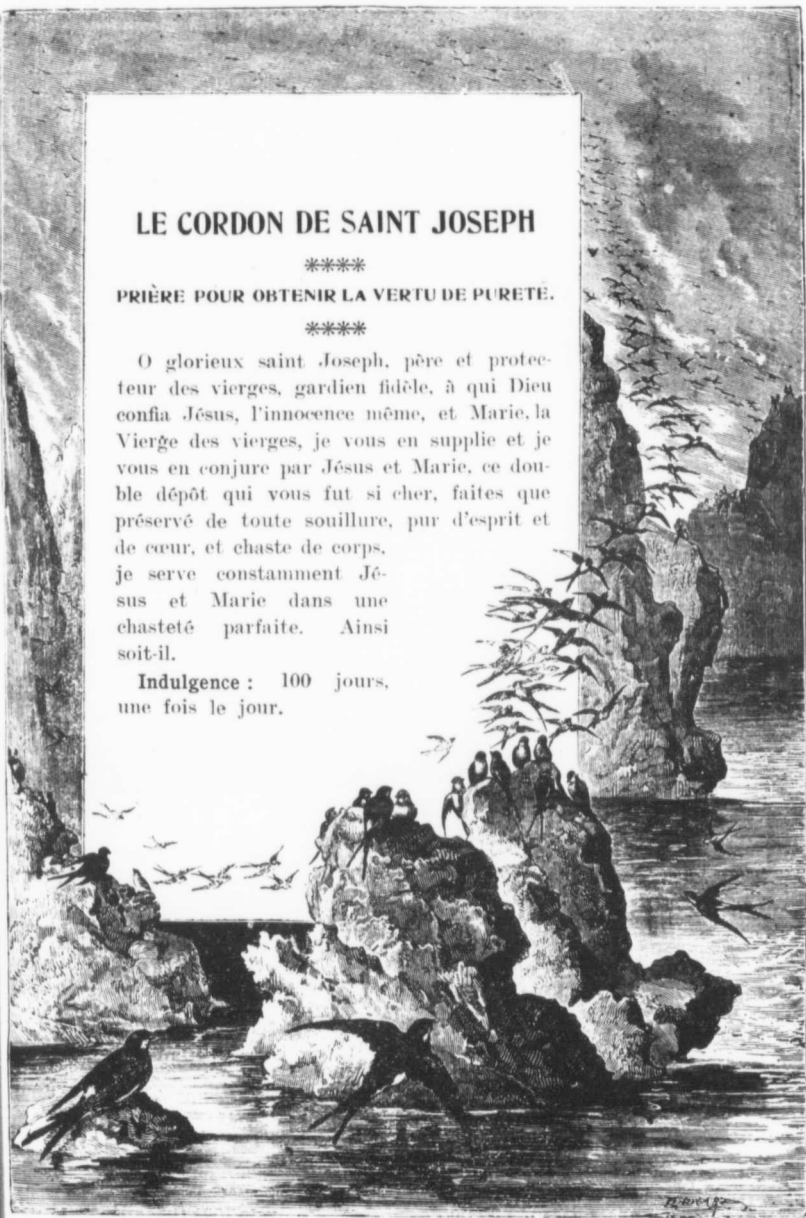 LE CORDON DE SAINT JOSEPH
****
PRIÈRE POUR OBTENIR LA VERTU DE PURETÉ.
****
O glorieux saint Joseph, père et protec-
teur des vierges, gardien fidèle, à qui Dieu
confia Jésus, l'innocence même, et Marie, la
Vierge des vierges, je vous en supplie et je
vous en conjure par Jésus et Marie, ce dou-
ble dépôt qui vous fut si cher, faites que
préservé de toute souillure, pur d'esprit et
de cœur, et chaste de corps,
je serve constamment Jé-
sus et Marie dans une
chasteté parfaite. Ainsi
soit-il.
Indulgence : 100 jours,
une fois le jour.